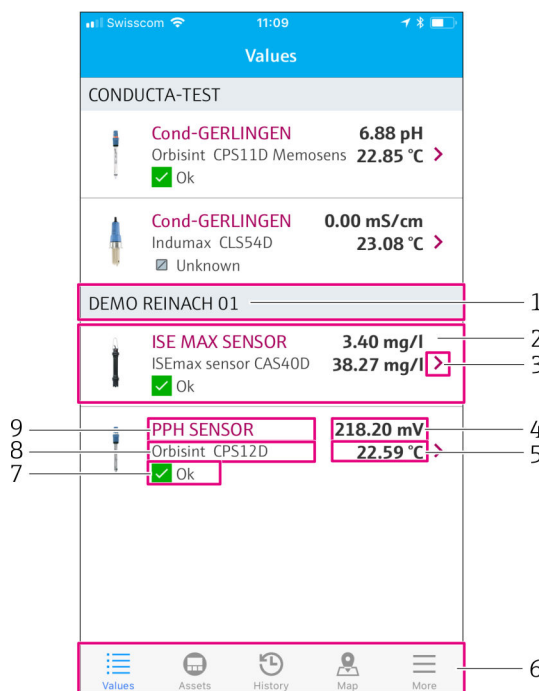 Swisscom 11:09
Values
CONDUCTA-TEST
Cond-GERLINGEN 6.88 pH
Orbisint CPS11D Memosens 22.85 °C
Ok
Cond-GERLINGEN 0.00 mS/cm
Indumax CLS54D 23.08 °C
Unknown
DEMO REINACH 01 1
2
ISE MAX SENSOR 3.40 mg/l
ISEmax sensor CAS40D 38.27 mg/l 3
Ok
9 PPH SENSOR 218.20 mV 4
8 Orbisint CPS12D 22.59 °C 5
7 Ok
6
Values Assets History Map More